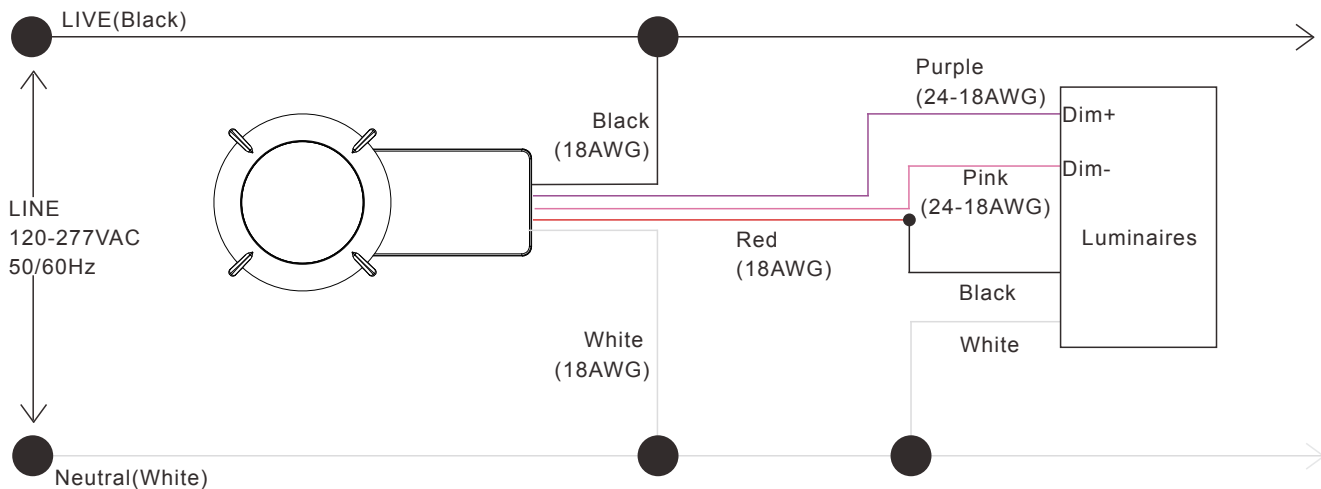 LIVE(Black)
Purple
(24-18AWG)
Dim+
Black
(18AWG)
Dim-
Pink
(24-18AWG)
LINE
120-277VAC
50/60Hz
Red
(18AWG)
Luminaires
Black
White
(18AWG)
White
Neutral(White)